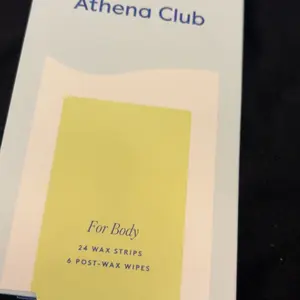 Athena Club
For Body
24 WAX STRIPS
6 POST-WAX WIPES